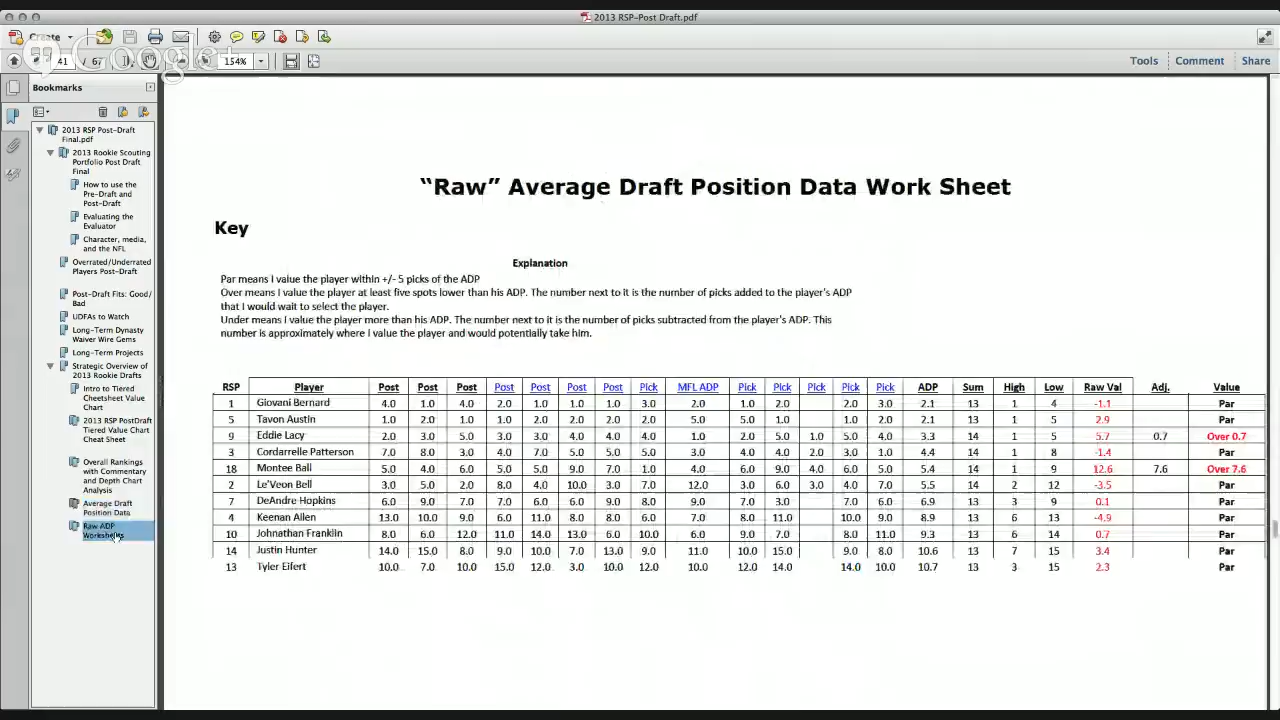 2013 RSP-Post Draft.pdf
Create
Google+
41 / 67 154% Tools Comment Share
Bookmarks
2013 RSP Post-Draft
Final.pdf
2013 Rookie Scouting
Portfolio Post Draft
Final
How to use the
Pre-Draft and
Post-Draft
Evaluating the
Evaluator
Character, media,
and the NFL
Overrated/Underrated
Players Post-Draft
Post-Draft Fits: Good/
Bad
UDFAs to Watch
Long-Term Dynasty
Waiver Wire Gems
Long-Term Projects
Strategic Overview of
2013 Rookie Drafts
Intro to Tiered
Cheetsheet Value
Chart
2013 RSP PostDraft
Tiered Value Chart
Cheat Sheet
Overall Rankings
with Commentary
and Depth Chart
Analysis
Average Draft
Position Data
Raw ADP
Worksheets
“Raw” Average Draft Position Data Work Sheet
Key
Explanation
Par means I value the player within +/- 5 picks of the ADP
Over means I value the player at least five spots lower than his ADP. The number next to it is the number of picks added to the player's ADP
that I would wait to select the player.
Under means I value the player more than his ADP. The number next to it is the number of picks subtracted from the player's ADP. This
number is approximately where I value the player and would potentially take him.
RSP Player Post Post Post Post Post Post Post Pick MFL ADP Pick Pick Pick Pick Pick ADP Sum High Low Raw Val Adj. Value
1 Giovani Bernard 4.0 1.0 4.0 2.0 1.0 1.0 1.0 3.0 2.0 1.0 2.0 2.0 3.0 2.1 13 1 4 -1.1 Par
5 Tavon Austin 1.0 2.0 1.0 1.0 2.0 2.0 2.0 2.0 5.0 5.0 1.0 1.0 2.0 2.1 14 1 5 2.9 Par
9 Eddie Lacy 2.0 3.0 5.0 3.0 3.0 4.0 4.0 4.0 1.0 2.0 5.0 1.0 5.0 4.0 3.3 14 1 5 5.7 0.7 Over 0.7
3 Cordarrelle Patterson 7.0 8.0 3.0 4.0 7.0 5.0 5.0 5.0 3.0 4.0 4.0 2.0 3.0 1.0 4.4 14 1 8 -1.4 Par
18 Montee Ball 5.0 4.0 6.0 5.0 5.0 9.0 7.0 1.0 4.0 6.0 9.0 4.0 6.0 5.0 5.4 14 1 9 12.6 7.6 Over 7.6
2 Le'Veon Bell 3.0 5.0 2.0 8.0 4.0 10.0 3.0 7.0 12.0 3.0 6.0 3.0 4.0 7.0 5.5 14 2 12 -3.5 Par
7 DeAndre Hopkins 6.0 9.0 7.0 7.0 6.0 6.0 9.0 8.0 9.0 7.0 3.0 7.0 6.0 6.9 13 3 9 0.1 Par
4 Keenan Allen 13.0 10.0 9.0 6.0 11.0 8.0 8.0 6.0 7.0 8.0 11.0 10.0 9.0 8.9 13 6 13 -4.9 Par
10 Johnathan Franklin 8.0 6.0 12.0 11.0 14.0 13.0 6.0 10.0 6.0 9.0 7.0 8.0 11.0 9.3 13 6 14 0.7 Par
14 Justin Hunter 14.0 15.0 8.0 9.0 10.0 7.0 13.0 9.0 11.0 10.0 15.0 9.0 8.0 10.6 13 7 15 3.4 Par
13 Tyler Eifert 10.0 7.0 10.0 15.0 12.0 3.0 10.0 12.0 10.0 12.0 14.0 14.0 10.0 10.7 13 3 15 2.3 Par